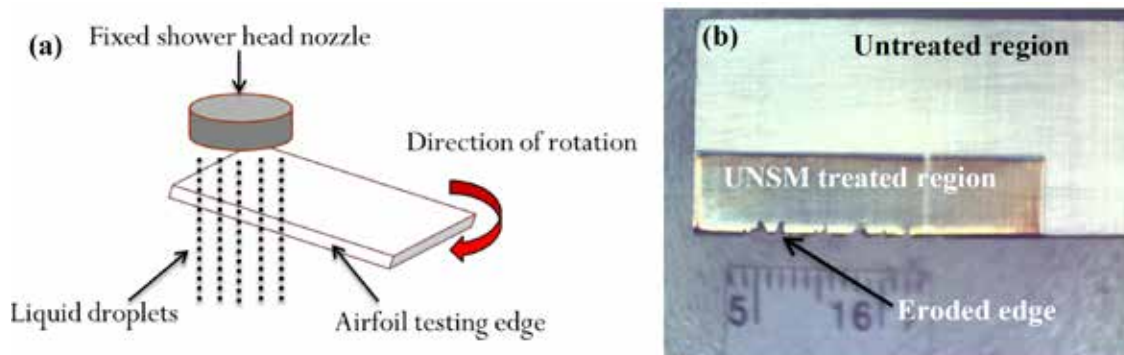 (a)
Fixed shower head nozzle
Direction of rotation
Liquid droplets
Airfoil testing edge
(b)
Untreated region
UNSM treated region
Eroded edge
5
16